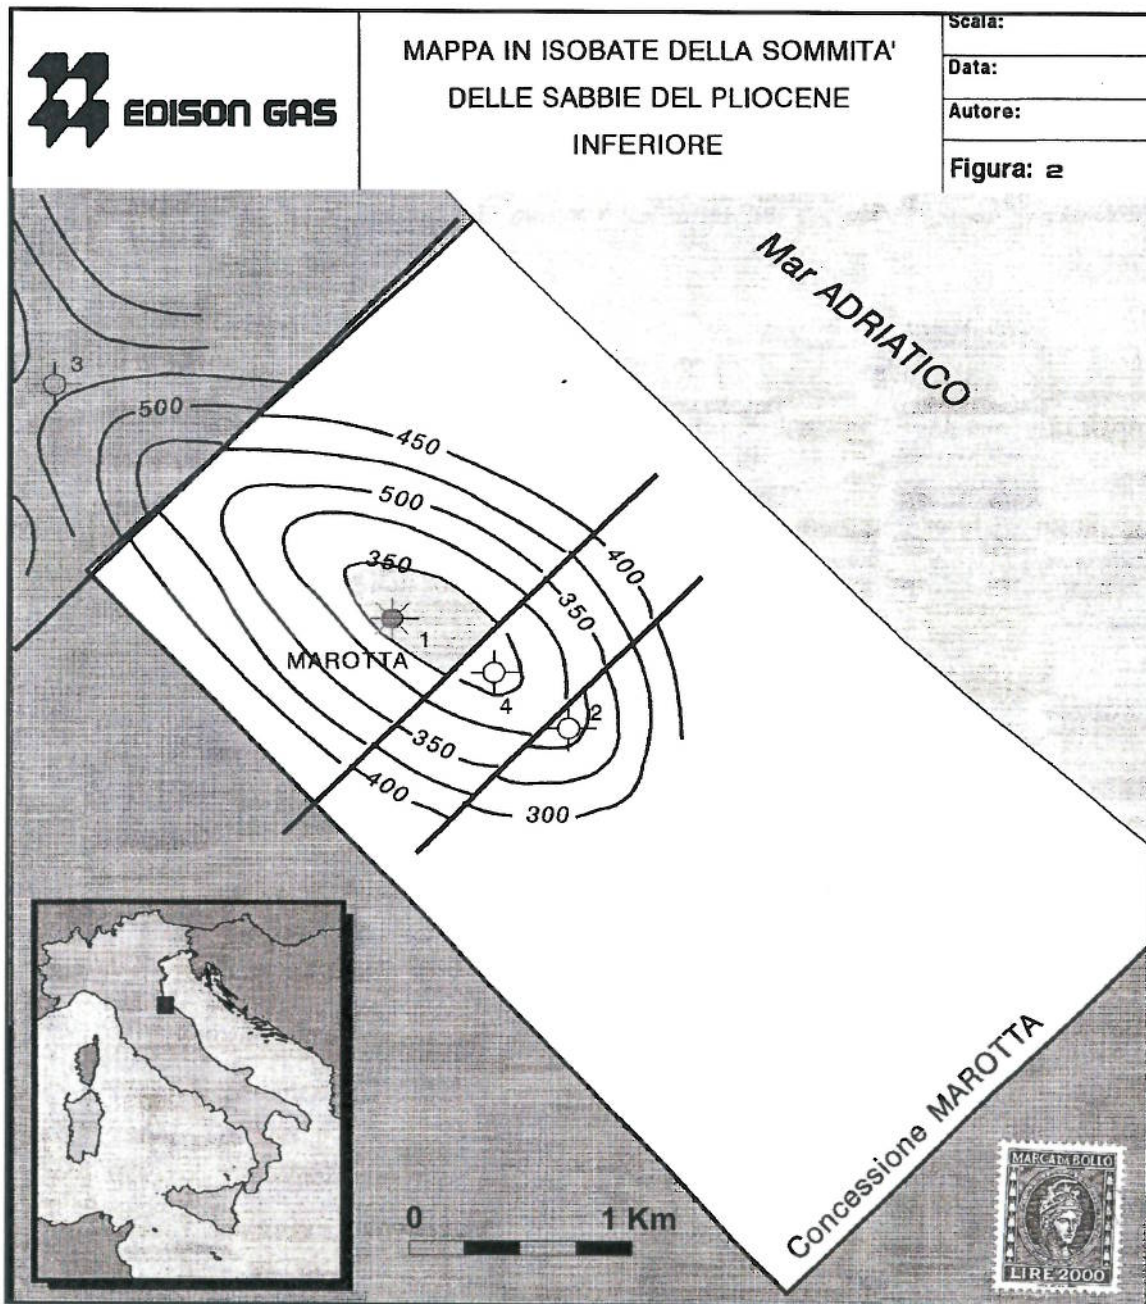 EDISON GAS
MAPPA IN ISOBATE DELLA SOMMITA'
DELLE SABBIE DEL PLIOCENE
INFERIORE
Scala:
Data:
Autore:
Figura: 2
Mar ADRIATICO
3
500
450
500
400
350
350
1
MAROTTA
4
2
350
400
300
0 1 Km
Concessione MAROTTA
MARCA DA BOLLO
LIRE 2000